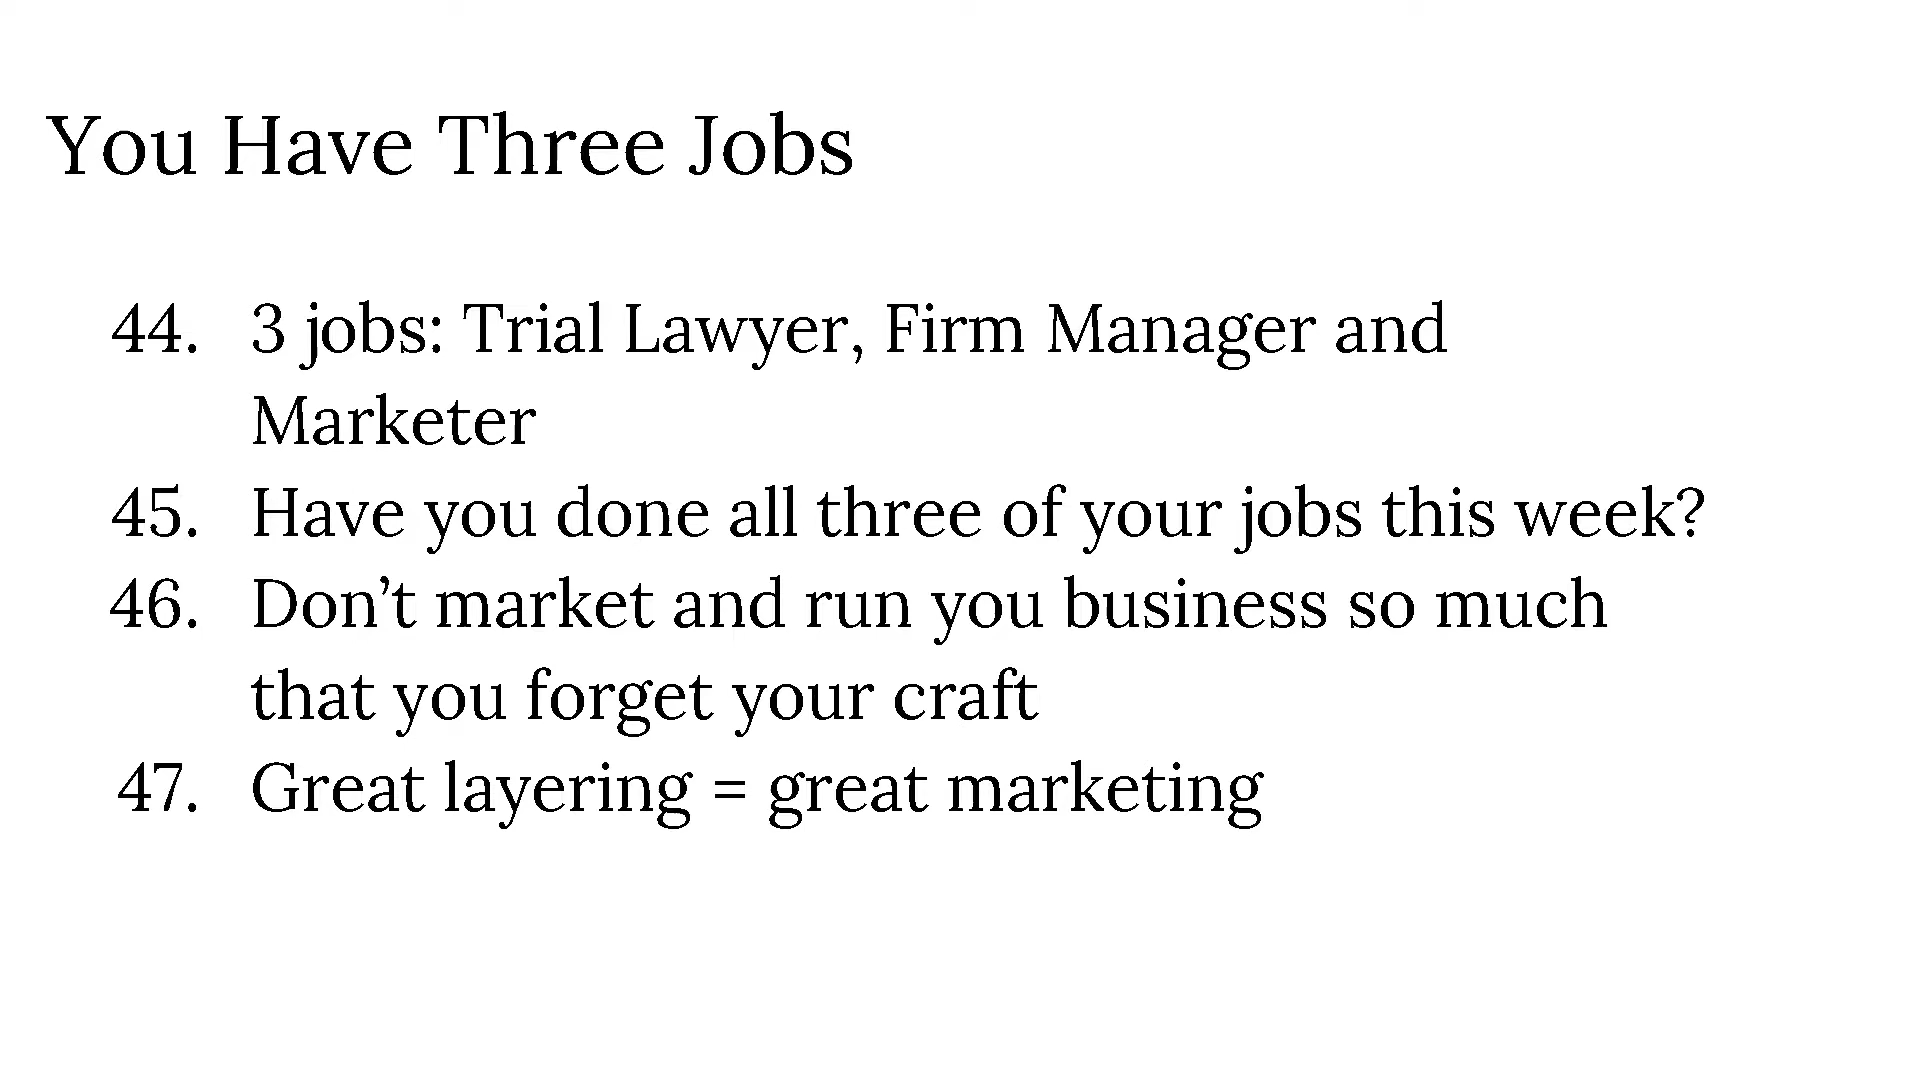 You Have Three Jobs
44. 3 jobs: Trial Lawyer, Firm Manager and
Marketer
45. Have you done all three of your jobs this week?
46. Don’t market and run you business so much
that you forget your craft
47. Great layering = great marketing